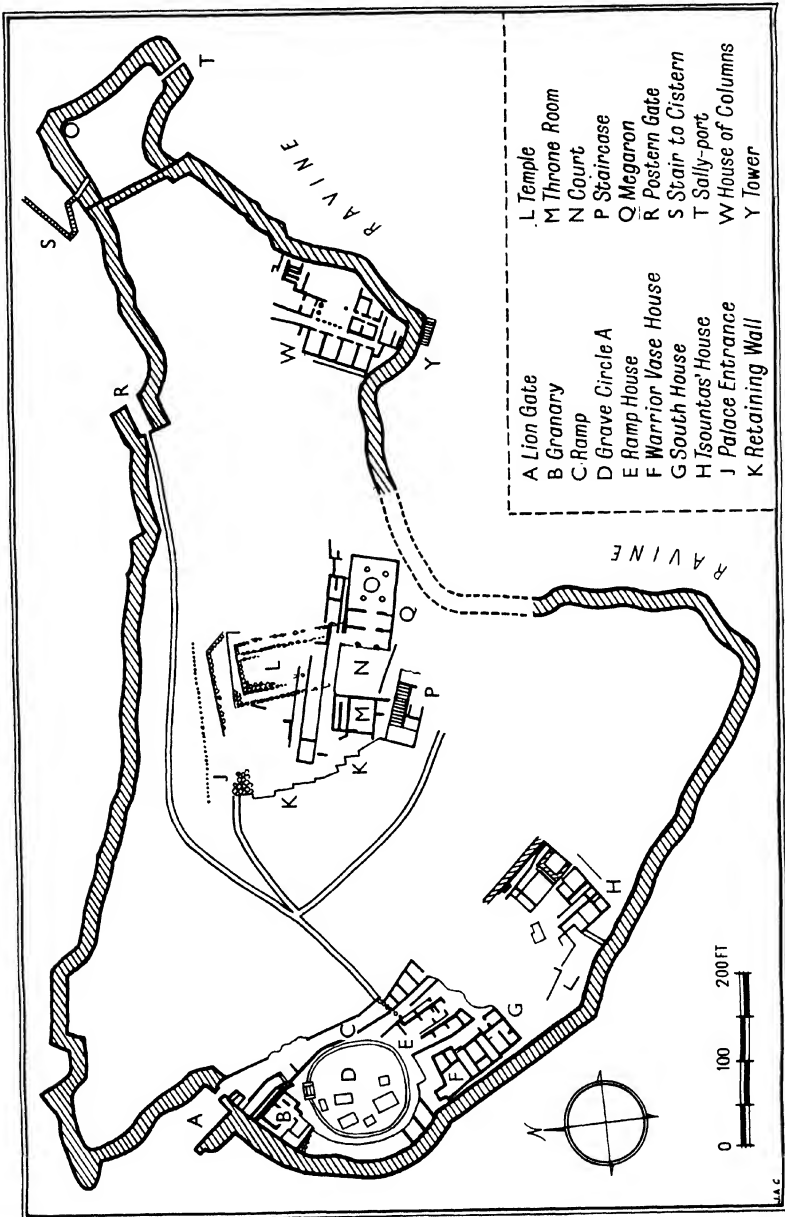 A
B
C
D
E
F
G
H
J
K
K
L
M
N
P
Q
R
S
T
W
Y
RAVINE
RAVINE
N
0 100 200 FT
A Lion Gate
B Granary
C Ramp
D Grave Circle A
E Ramp House
F Warrior Vase House
G South House
H Tsountas' House
J Palace Entrance
K Retaining Wall
L Temple
M Throne Room
N Court
P Staircase
Q Megaron
R Postern Gate
S Stair to Cistern
T Sally-port
W House of Columns
Y Tower
J.A.C.